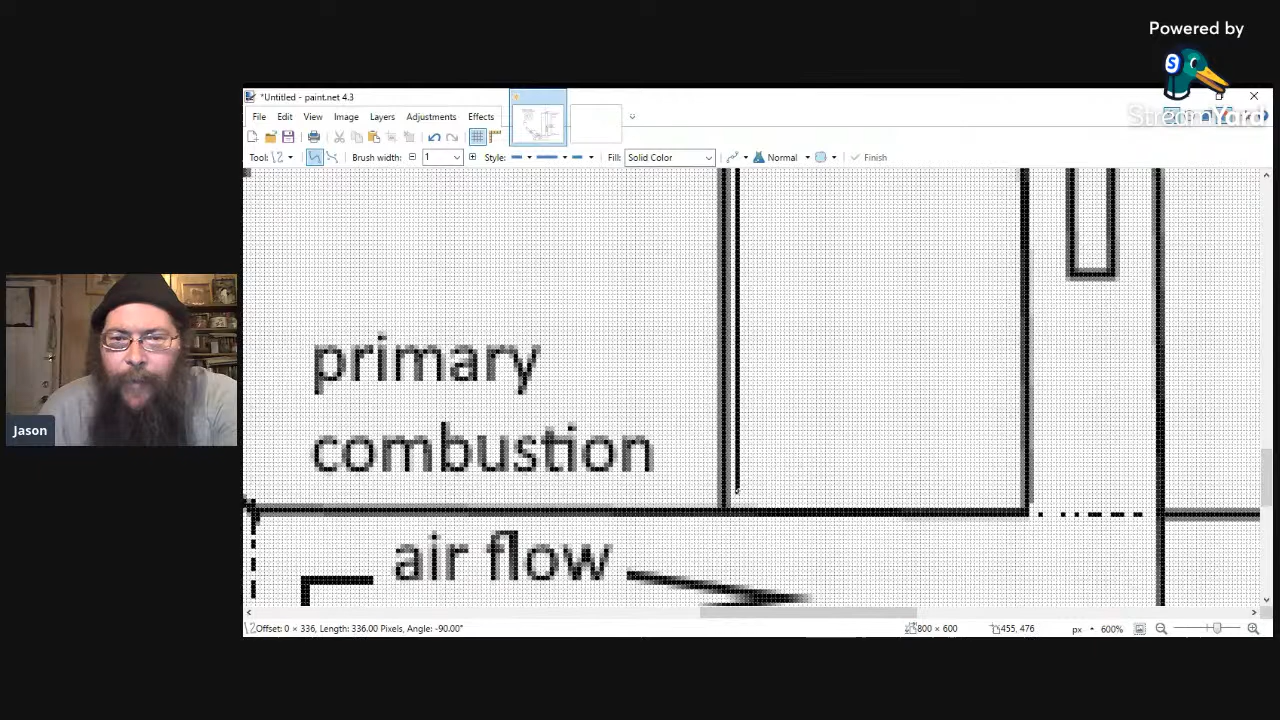 Powered by
StreamYard
*Untitled - paint.net 4.3
File Edit View Image Layers Adjustments Effects
Tool: Brush width: 1 Style: Fill: Solid Color Normal Finish
primary
combustion
air flow
Jason
Offset: 0 × 336, Length: 336.00 Pixels, Angle: -90.00° 800 × 600 455, 476 px 600%